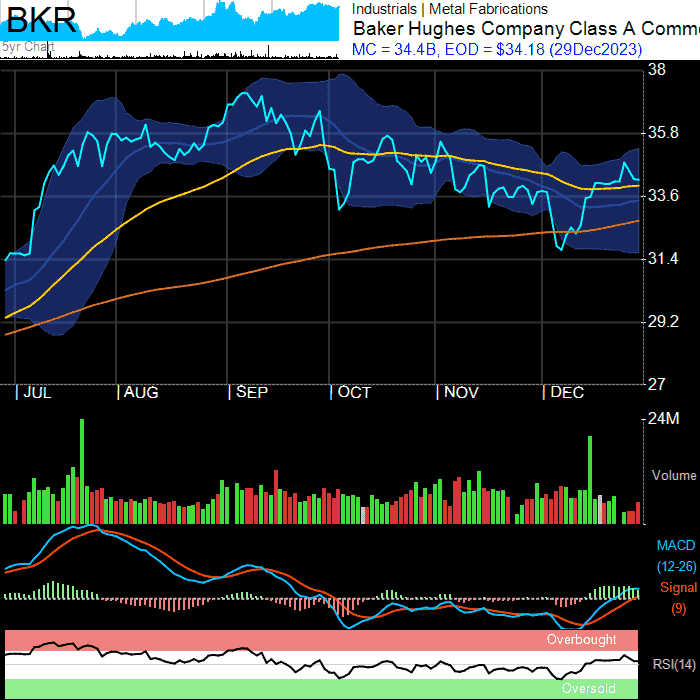 BKR
5yr Chart
Industrials | Metal Fabrications
Baker Hughes Company Class A Comm
MC = 34.4B, EOD = $34.18 (29Dec2023)
38
35.8
33.6
31.4
29.2
27
JUL AUG SEP OCT NOV DEC
24M
Volume
MACD
(12-26)
Signal
(9)
Overbought
RSI(14)
Oversold